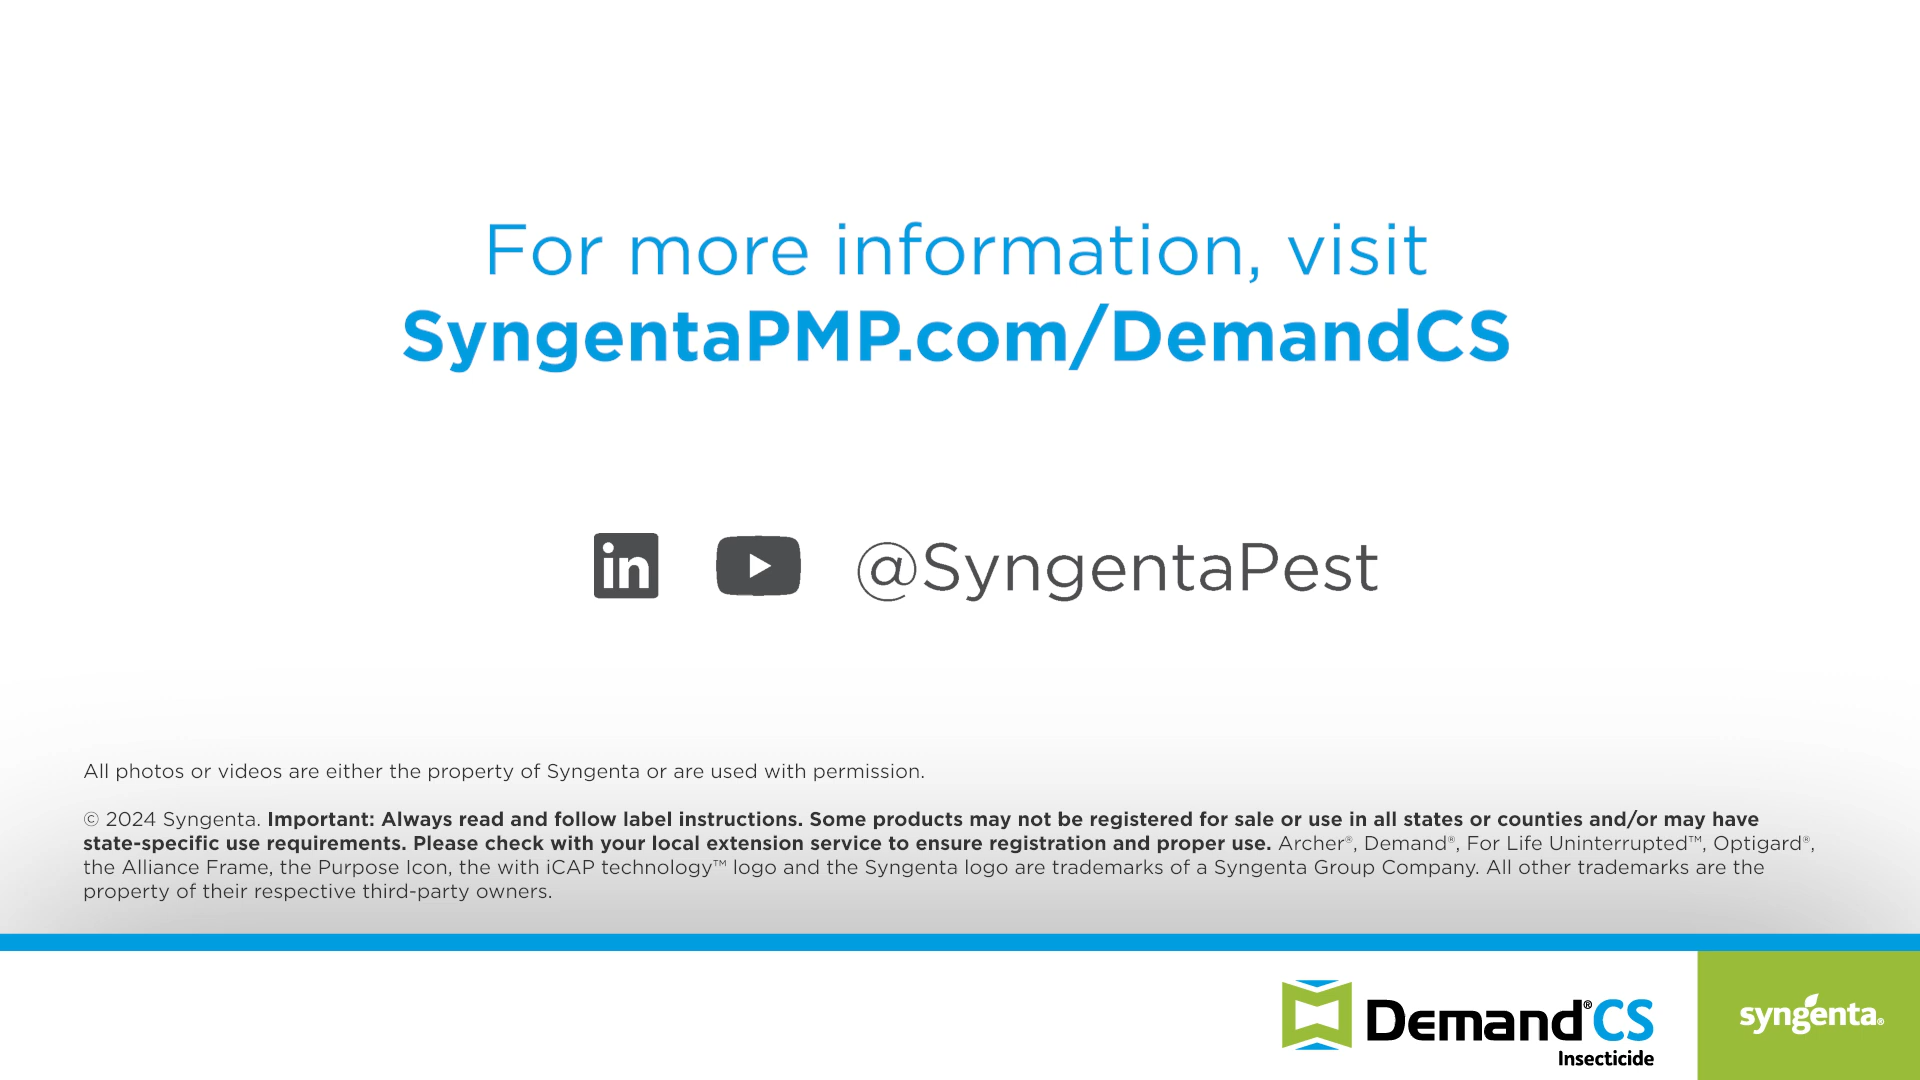 For more information, visit
SyngentaPMP.com/DemandCS
in @SyngentaPest
All photos or videos are either the property of Syngenta or are used with permission.
© 2024 Syngenta. Important: Always read and follow label instructions. Some products may not be registered for sale or use in all states or counties and/or may have
state-specific use requirements. Please check with your local extension service to ensure registration and proper use. Archer®, Demand®, For Life Uninterrupted™, Optigard®,
the Alliance Frame, the Purpose Icon, the with iCAP technology™ logo and the Syngenta logo are trademarks of a Syngenta Group Company. All other trademarks are the
property of their respective third-party owners.
Demand®CS
Insecticide
syngenta®